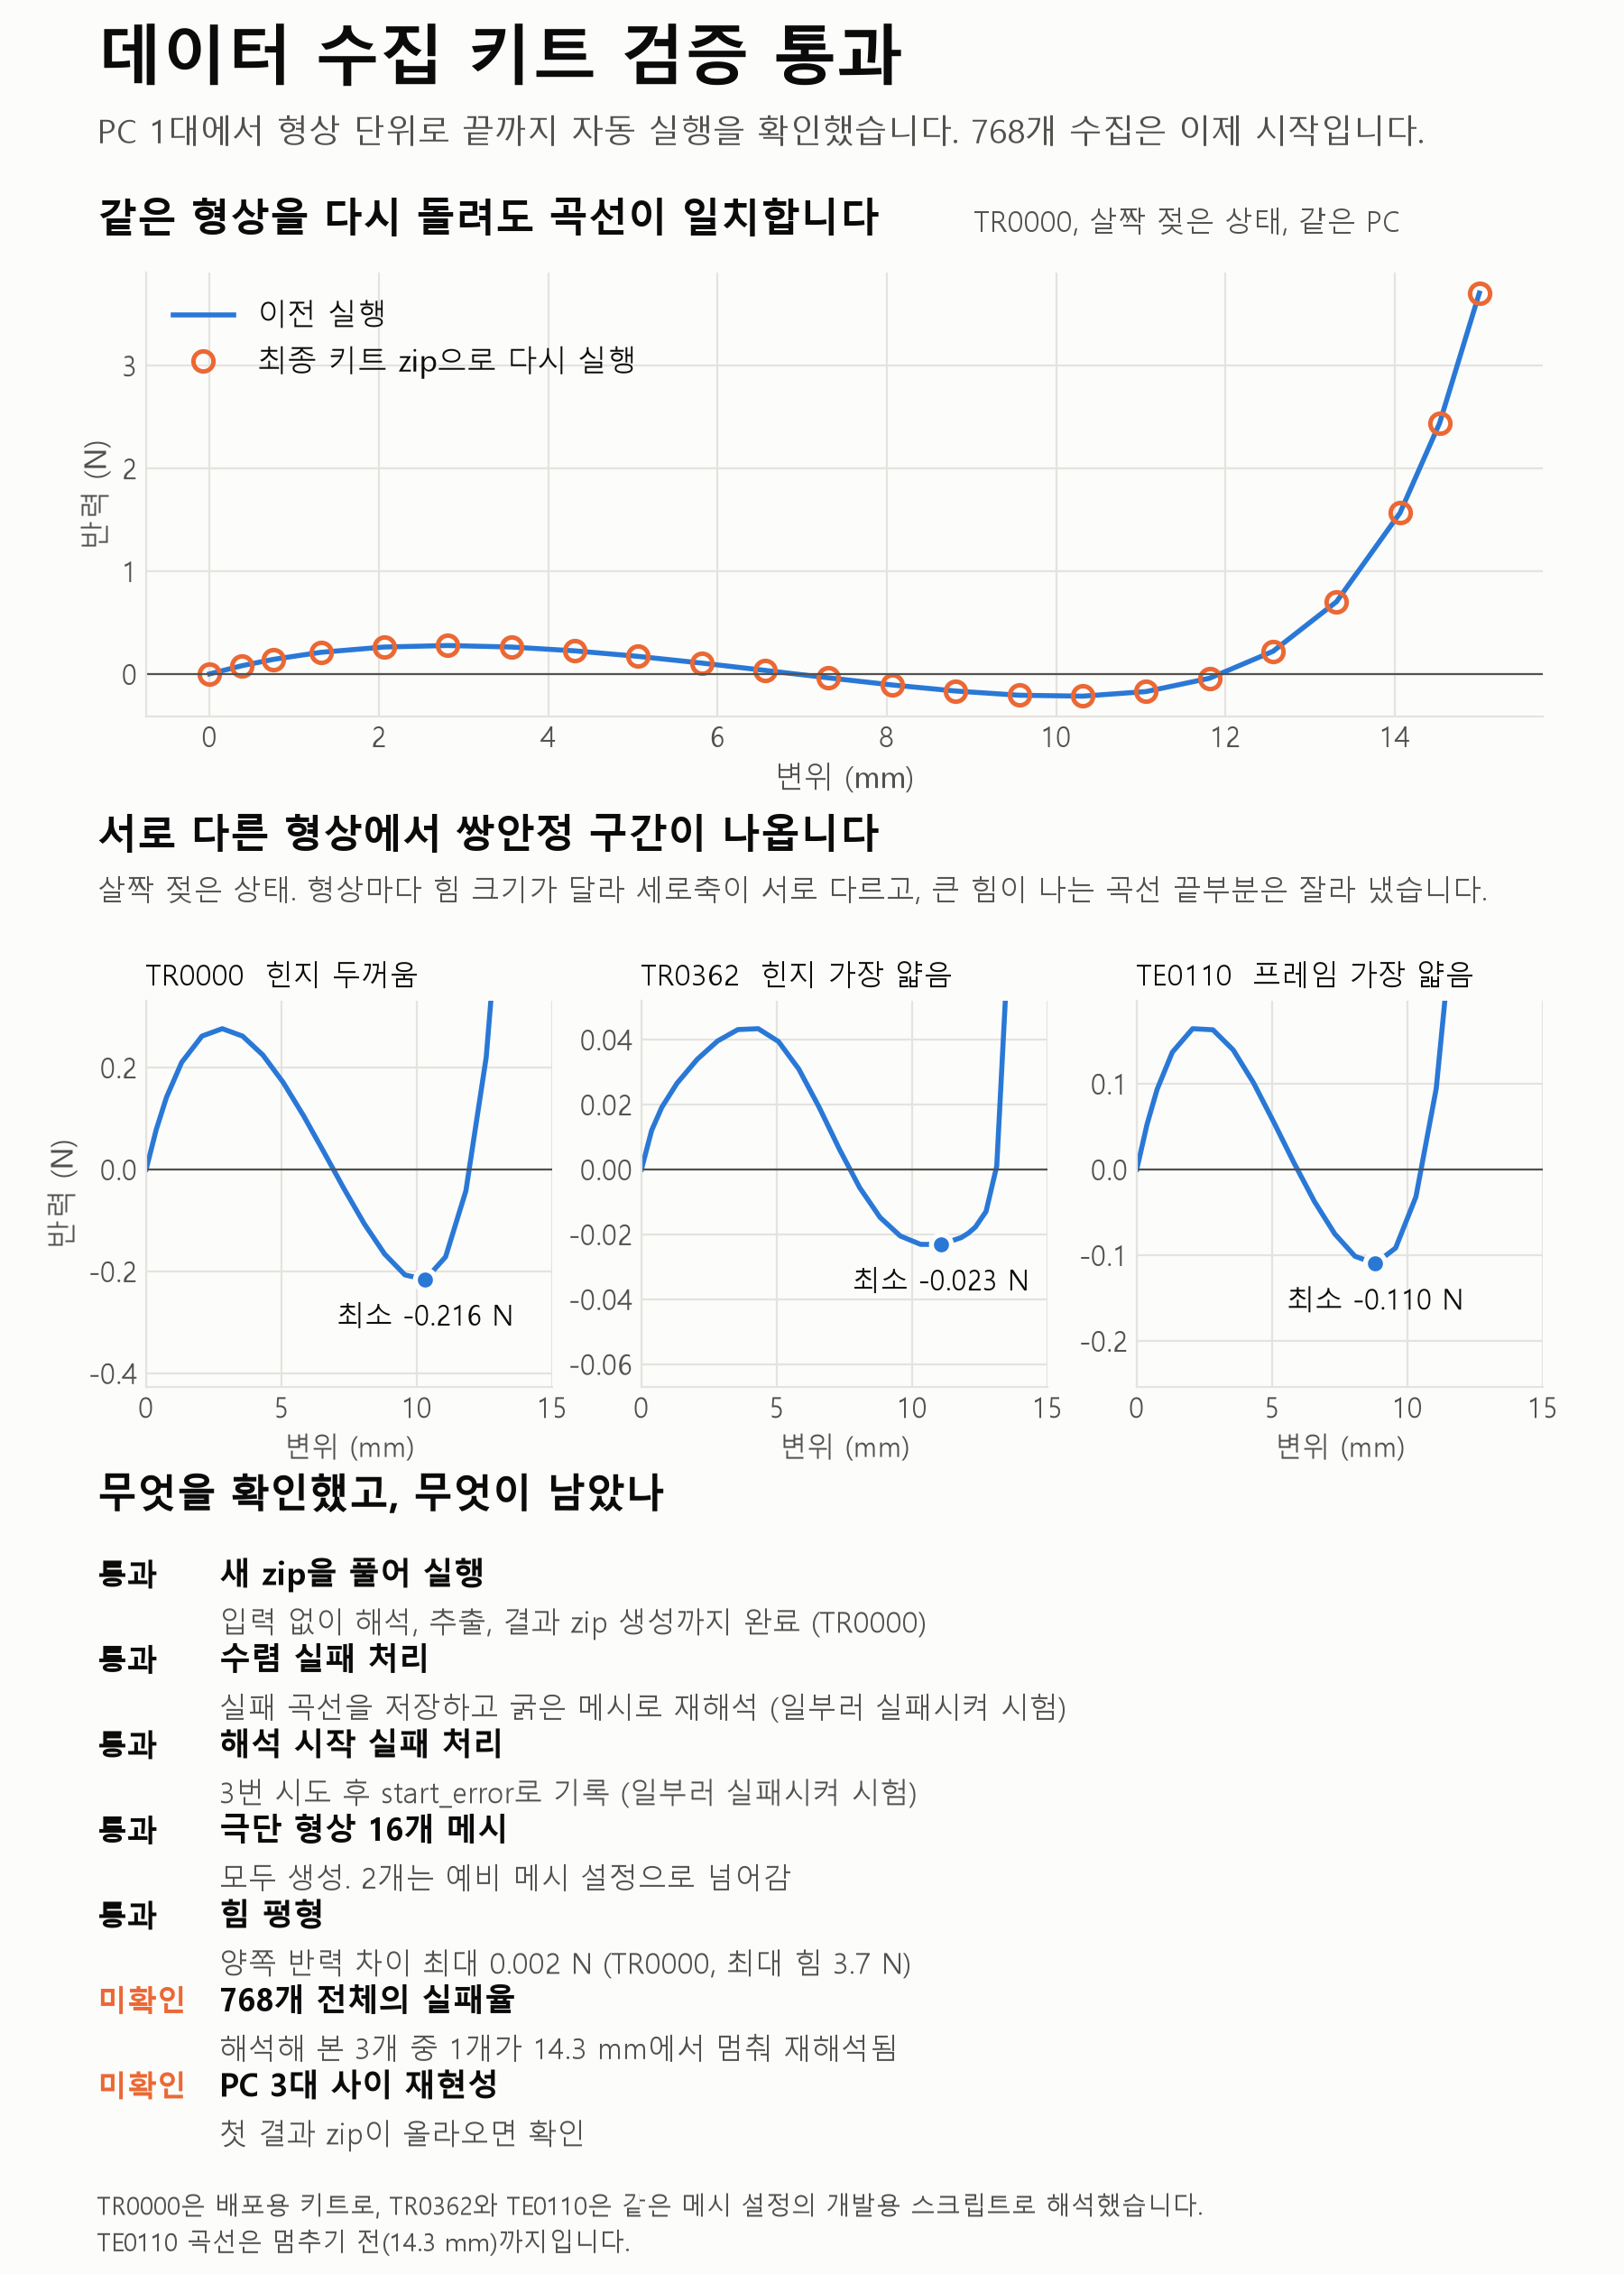 데이터 수집 키트 검증 통과
PC 1대에서 형상 단위로 끝까지 자동 실행을 확인했습니다. 768개 수집은 이제 시작입니다.
같은 형상을 다시 돌려도 곡선이 일치합니다
TR0000, 살짝 젖은 상태, 같은 PC
이전 실행
최종 키트 zip으로 다시 실행
반력 (N)
3
2
1
0
0 2 4 6 8 10 12 14
변위 (mm)
서로 다른 형상에서 쌍안정 구간이 나옵니다
살짝 젖은 상태. 형상마다 힘 크기가 달라 세로축이 서로 다르고, 큰 힘이 나는 곡선 끝부분은 잘라 냈습니다.
TR0000 힌지 두꺼움
반력 (N)
0.2
0.0
-0.2
-0.4
최소 -0.216 N
0 5 10 15
변위 (mm)
TR0362 힌지 가장 얇음
0.04
0.02
0.00
-0.02
-0.04
-0.06
최소 -0.023 N
0 5 10 15
변위 (mm)
TE0110 프레임 가장 얇음
0.1
0.0
-0.1
-0.2
최소 -0.110 N
0 5 10 15
변위 (mm)
무엇을 확인했고, 무엇이 남았나
통과 새 zip을 풀어 실행
입력 없이 해석, 추출, 결과 zip 생성까지 완료 (TR0000)
통과 수렴 실패 처리
실패 곡선을 저장하고 굵은 메시로 재해석 (일부러 실패시켜 시험)
통과 해석 시작 실패 처리
3번 시도 후 start_error로 기록 (일부러 실패시켜 시험)
통과 극단 형상 16개 메시
모두 생성. 2개는 예비 메시 설정으로 넘어감
통과 힘 평형
양쪽 반력 차이 최대 0.002 N (TR0000, 최대 힘 3.7 N)
미확인 768개 전체의 실패율
해석해 본 3개 중 1개가 14.3 mm에서 멈춰 재해석됨
미확인 PC 3대 사이 재현성
첫 결과 zip이 올라오면 확인
TR0000은 배포용 키트로, TR0362와 TE0110은 같은 메시 설정의 개발용 스크립트로 해석했습니다.
TE0110 곡선은 멈추기 전(14.3 mm)까지입니다.